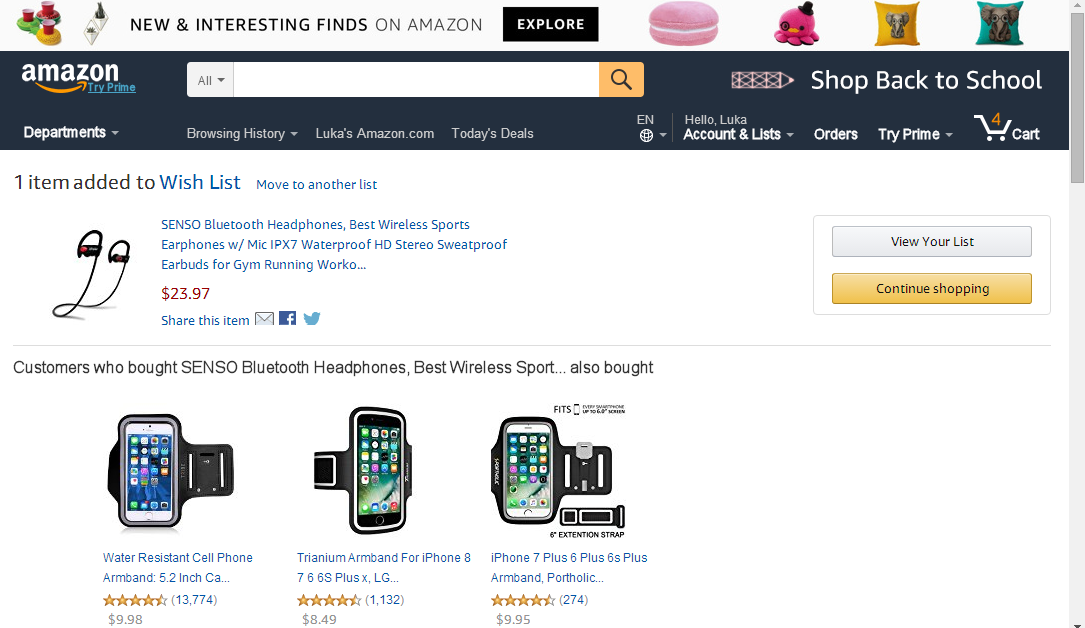 NEW & INTERESTING FINDS ON AMAZON EXPLORE
amazon
Try Prime
All
Shop Back to School
Departments
Browsing History
Luka's Amazon.com
Today's Deals
EN
Hello, Luka
Account & Lists
Orders
Try Prime
4
Cart
1 item added to Wish List Move to another list
SENSO Bluetooth Headphones, Best Wireless Sports
Earphones w/ Mic IPX7 Waterproof HD Stereo Sweatproof
Earbuds for Gym Running Worko...
$23.97
Share this item
View Your List
Continue shopping
Customers who bought SENSO Bluetooth Headphones, Best Wireless Sport... also bought
FITS EVERY SMARTPHONE
UP TO 6.0" SCREEN
6" EXTENTION STRAP
Water Resistant Cell Phone
Armband: 5.2 Inch Ca...
(13,774)
$9.98
Trianium Armband For iPhone 8
7 6 6S Plus x, LG...
(1,132)
$8.49
iPhone 7 Plus 6 Plus 6s Plus
Armband, Portholic...
(274)
$9.95